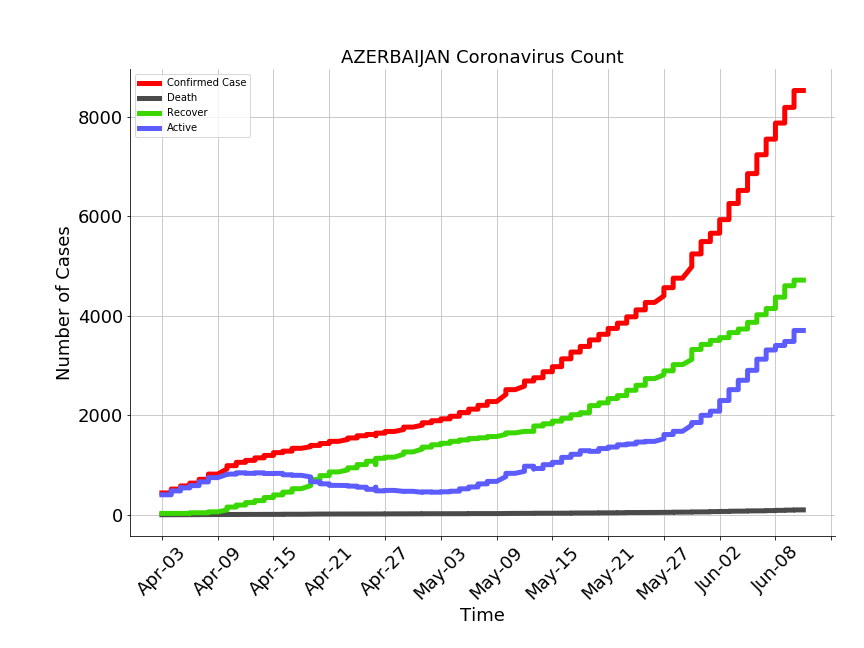 AZERBAIJAN Coronavirus Count
Confirmed Case
Death
Recover
Active
8000
6000
4000
2000
0
Number of Cases
Apr-03
Apr-09
Apr-15
Apr-21
Apr-27
May-03
May-09
May-15
May-21
May-27
Jun-02
Jun-08
Time